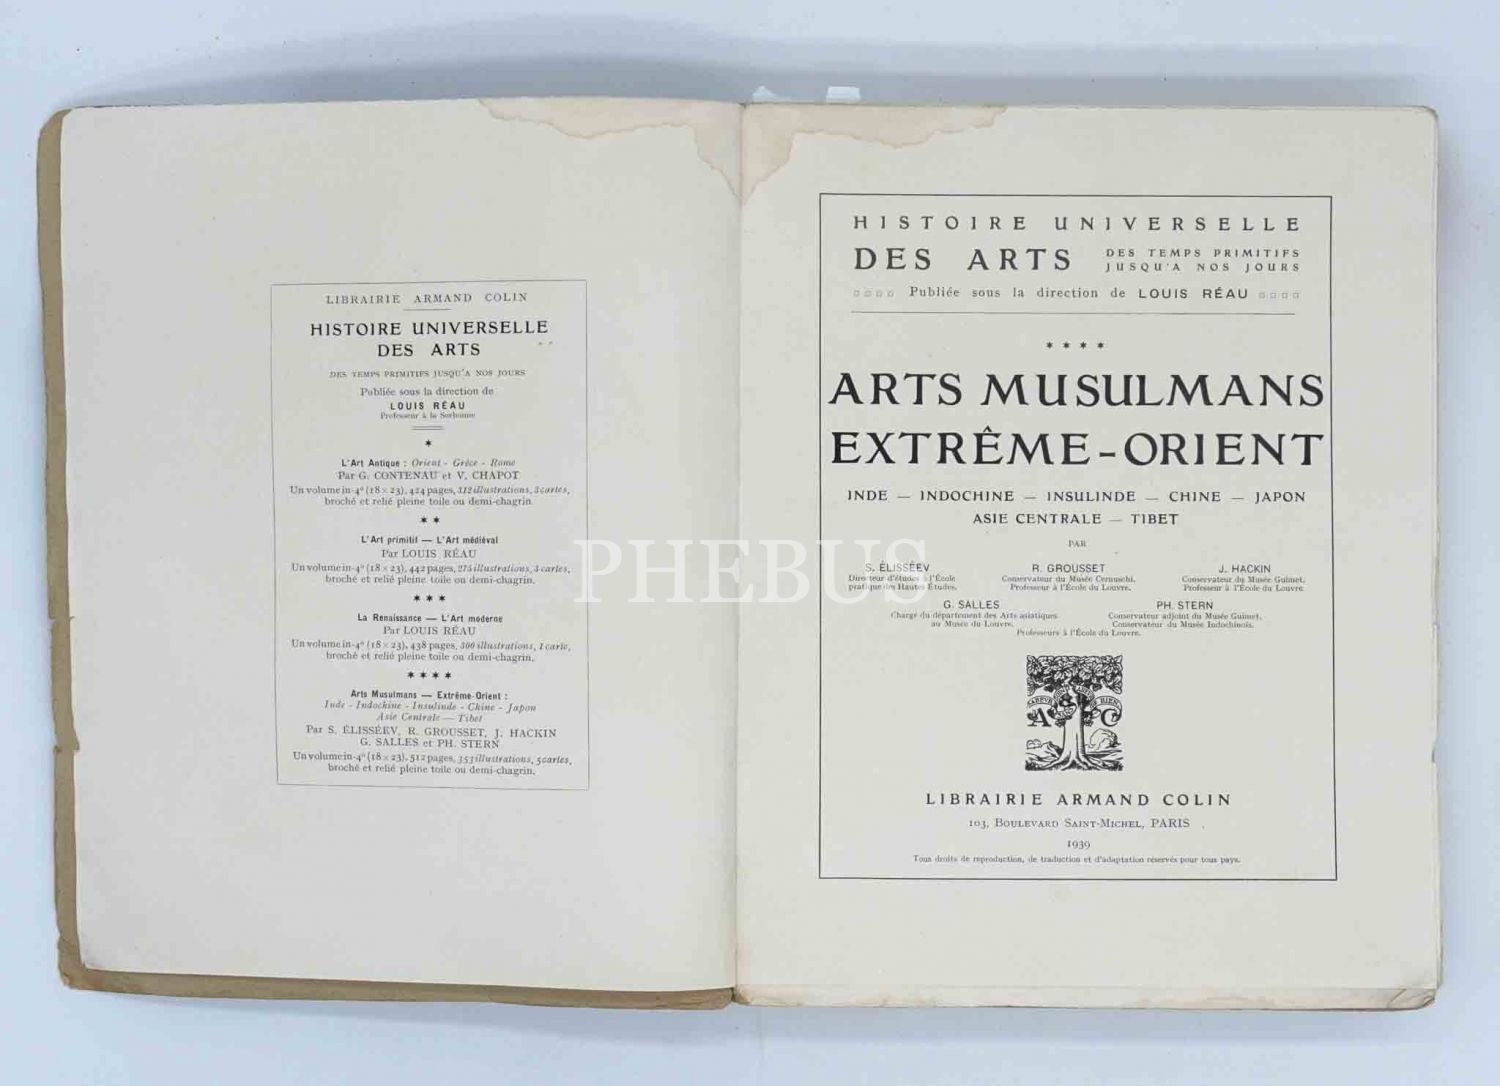 LIBRAIRIE ARMAND COLIN
HISTOIRE UNIVERSELLE
DES ARTS
DES TEMPS PRIMITIFS JUSQU'A NOS JOURS
Publiée sous la direction de
LOUIS RÉAU
Professeur à la Sorbonne
*
L'Art Antique : Orient - Grèce - Rome
Par G. CONTENAU et V. CHAPOT
Un volume in-4° (18 × 23), 424 pages, 312 illustrations, 3 cartes,
broché et relié pleine toile ou demi-chagrin.
* *
L'Art primitif — L'Art médiéval
Par LOUIS RÉAU
Un volume in-4° (18 × 23), 442 pages, 275 illustrations, 3 cartes,
broché et relié pleine toile ou demi-chagrin.
* * *
La Renaissance — L'Art moderne
Par LOUIS RÉAU
Un volume in-4° (18 × 23), 438 pages, 300 illustrations, 1 carte,
broché et relié pleine toile ou demi-chagrin.
* * * *
Arts Musulmans — Extrême-Orient :
Inde - Indochine - Insulinde - Chine - Japon
Asie Centrale — Tibet
Par S. ÉLISSÉEV, R. GROUSSET, J. HACKIN
G. SALLES et PH. STERN
Un volume in-4° (18 × 23), 512 pages, 353 illustrations, 5 cartes,
broché et relié pleine toile ou demi-chagrin.
HISTOIRE UNIVERSELLE
DES ARTS DES TEMPS PRIMITIFS
JUSQU'A NOS JOURS
Publiée sous la direction de LOUIS RÉAU
* * * *
ARTS MUSULMANS
EXTRÊME-ORIENT
INDE — INDOCHINE — INSULINDE — CHINE — JAPON
ASIE CENTRALE — TIBET
PAR
S. ÉLISSÉEV R. GROUSSET J. HACKIN
Directeur d'études à l'École Conservateur du Musée Cernuschi. Conservateur du Musée Guimet.
pratique des Hautes Études. Professeur à l'École du Louvre. Professeur à l'École du Louvre
G. SALLES PH. STERN
Chargé du département des Arts asiatiques Conservateur adjoint du Musée Guimet.
au Musée du Louvre. Conservateur du Musée Indochinois.
Professeurs à l'École du Louvre.
A C
LIBRAIRIE ARMAND COLIN
103, BOULEVARD SAINT-MICHEL, PARIS
1939
Tous droits de reproduction, de traduction et d'adaptation réservés pour tous pays.
PHEBUS